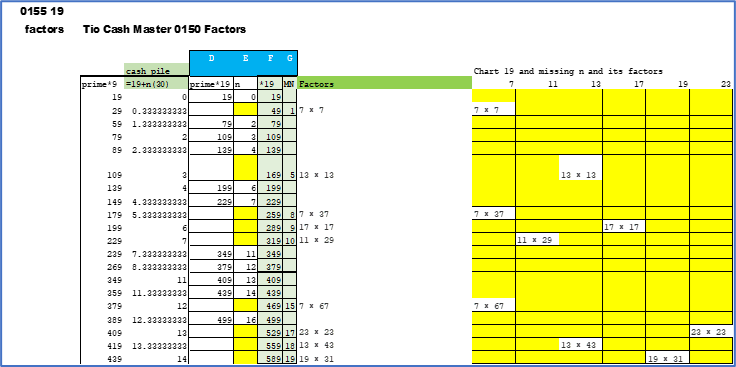 0155 19
factors Tio Cash Master 0150 Factors
D E F G
cash pile Chart 19 and missing n and its factors
prime*9 =19+n(30) prime*19 n *19 MN Factors 7 11 13 17 19 23
19 0 19 0 19
29 0.333333333 49 1 7 x 7 7 x 7
59 1.333333333 79 2 79
79 2 109 3 109
89 2.333333333 139 4 139
109 3 169 5 13 x 13 13 x 13
139 4 199 6 199
149 4.333333333 229 7 229
179 5.333333333 259 8 7 x 37 7 x 37
199 6 289 9 17 x 17 17 x 17
229 7 319 10 11 x 29 11 x 29
239 7.333333333 349 11 349
269 8.333333333 379 12 379
349 11 409 13 409
359 11.33333333 439 14 439
379 12 469 15 7 x 67 7 x 67
389 12.33333333 499 16 499
409 13 529 17 23 x 23 23 x 23
419 13.33333333 559 18 13 x 43 13 x 43
439 14 589 19 19 x 31 19 x 31